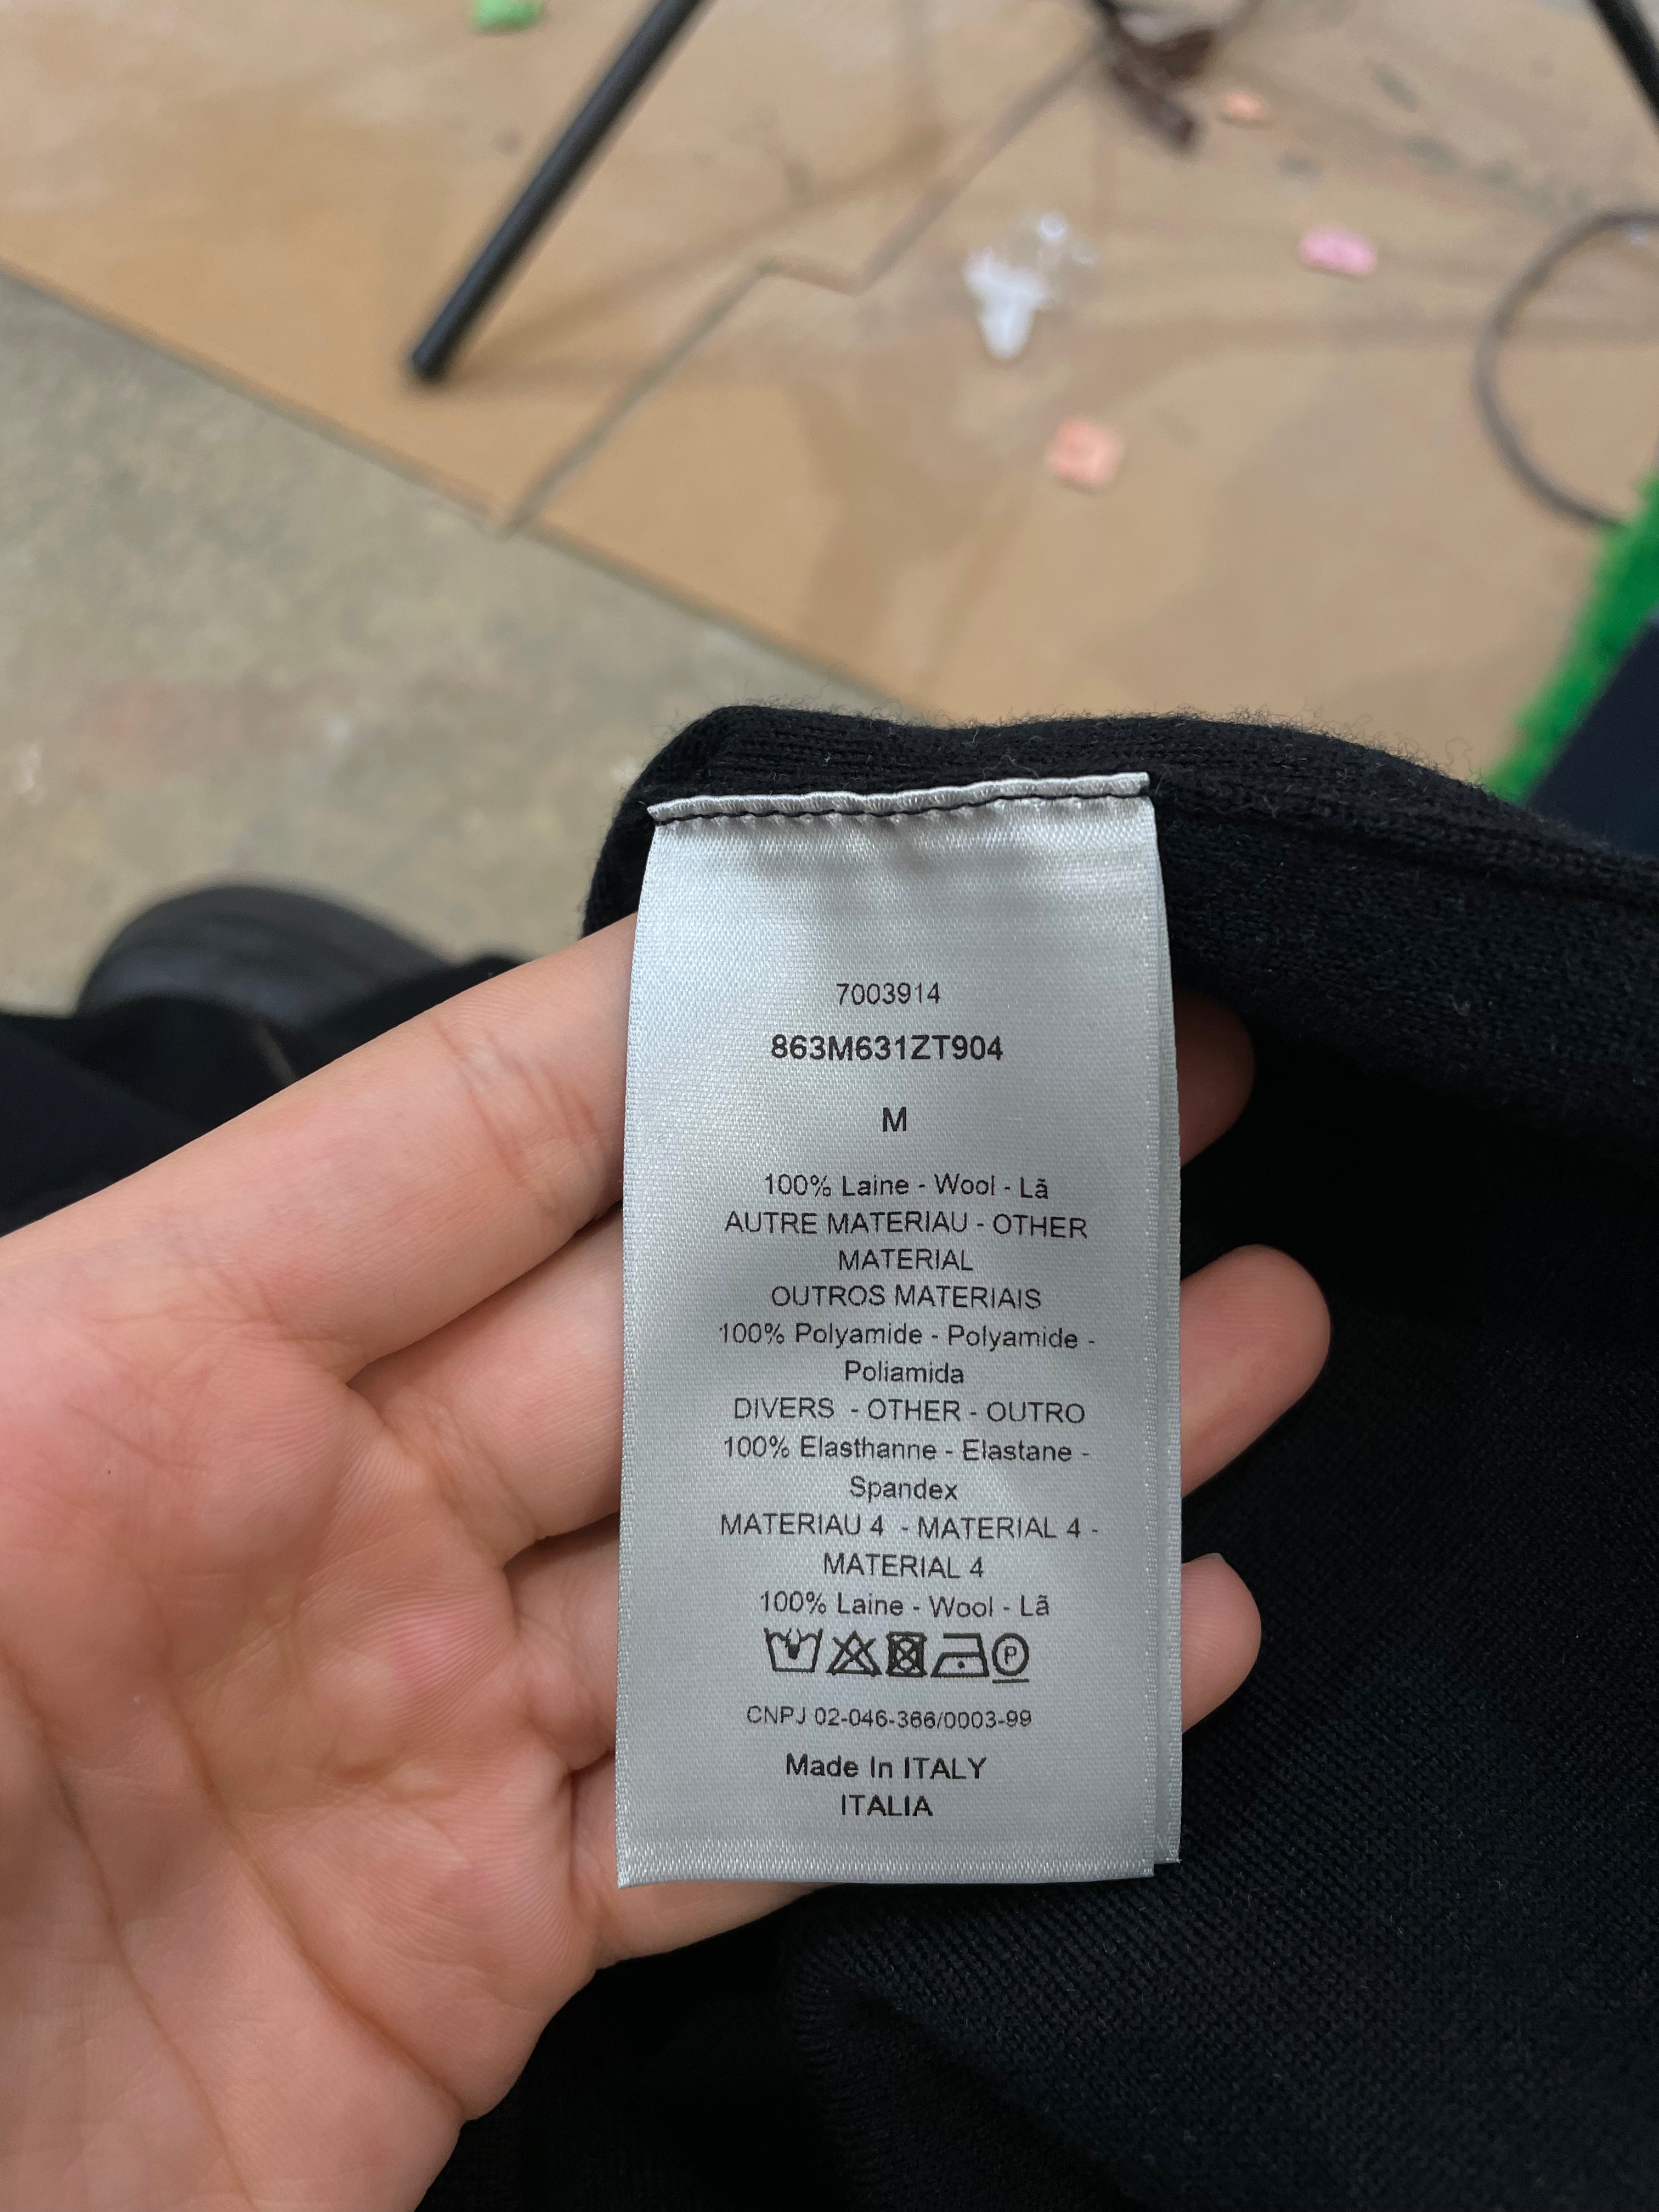 7003914
863M631ZT904
M
100% Laine - Wool - Lã
AUTRE MATERIAU - OTHER
MATERIAL
OUTROS MATERIAIS
100% Polyamide - Polyamide -
Poliamida
DIVERS - OTHER - OUTRO
100% Elasthanne - Elastane -
Spandex
MATERIAU 4 - MATERIAL 4 -
MATERIAL 4
100% Laine - Wool - Lã
P
CNPJ 02-046-366/0003-99
Made In ITALY
ITALIA